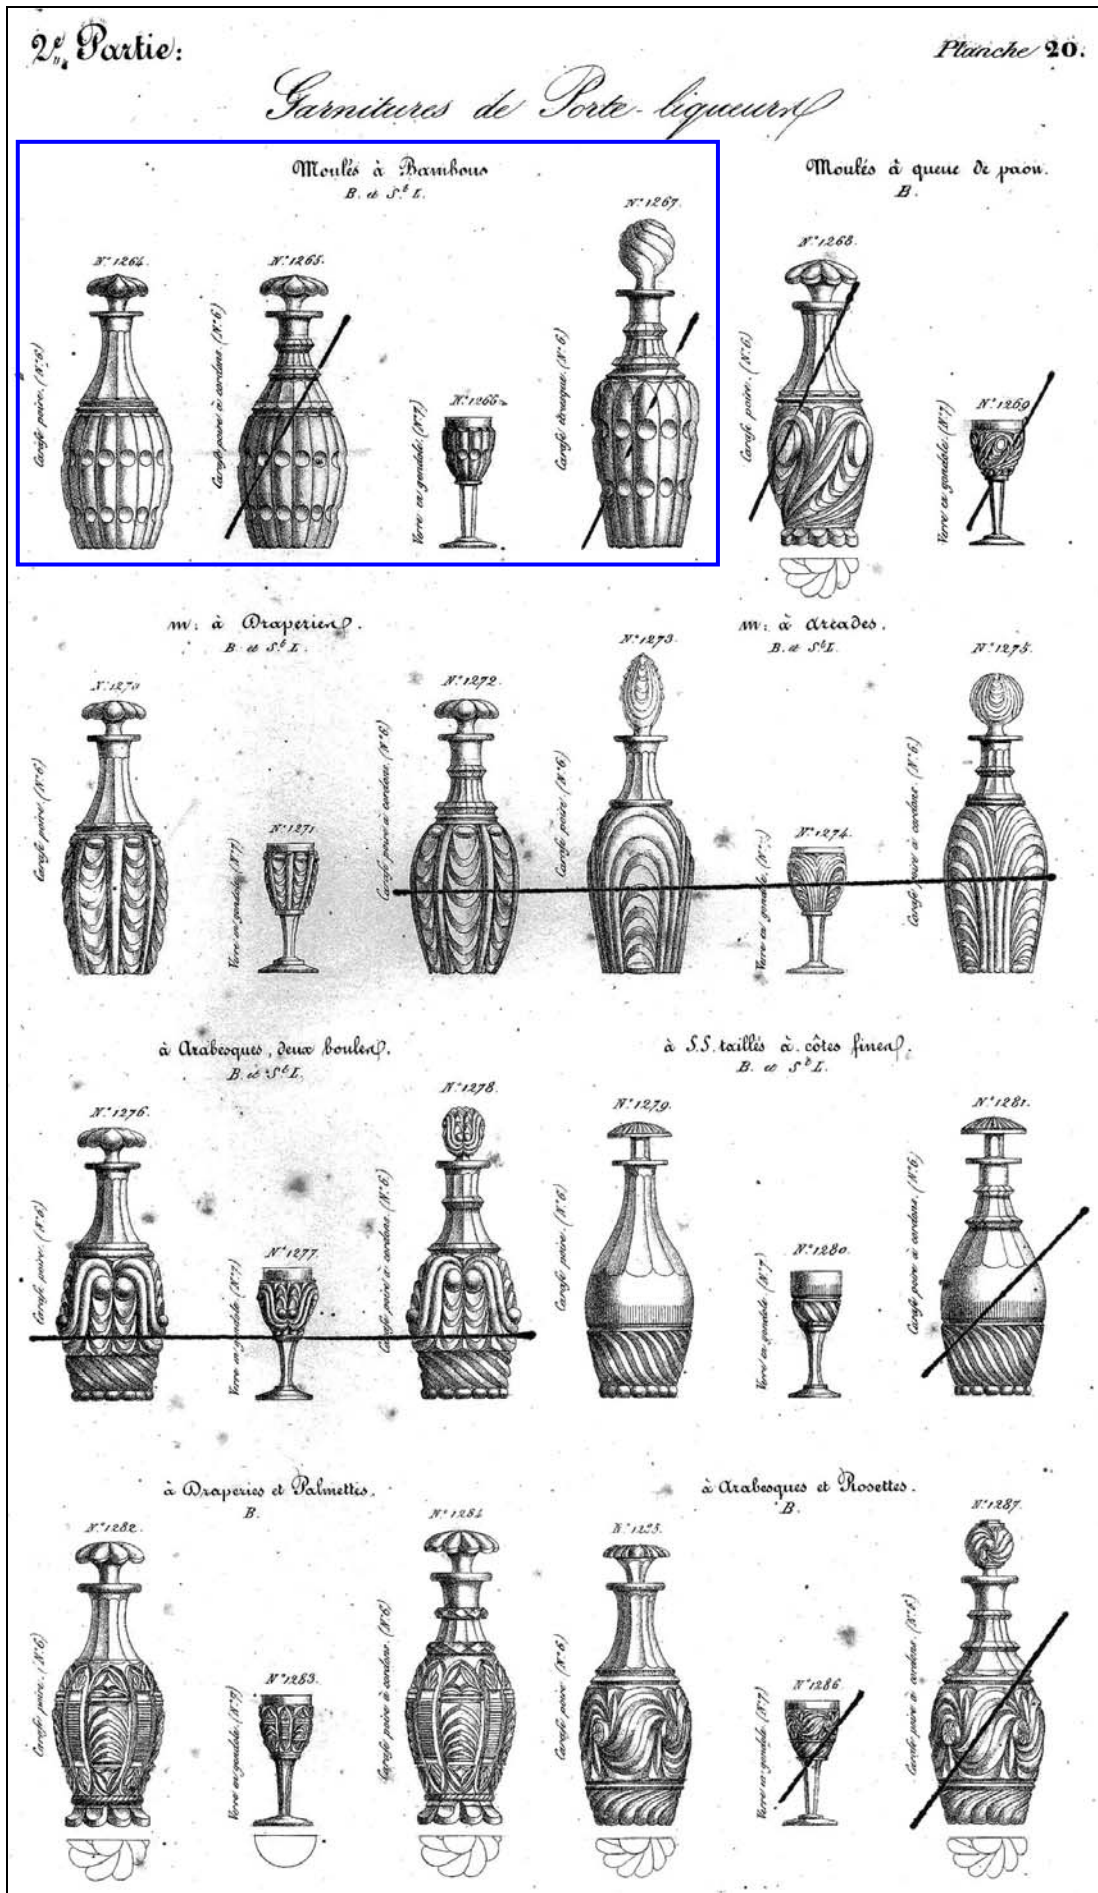 2.e Partie:
Planche 20.
Garnitures de Porte-liqueurs
Moulés à Bambous
B. et S.t L.
N.o 1264.
Carafe poire. (N.o 6)
N.o 1265.
Carafe poire à cordons. (N.o 6)
N.o 1266.
Verre en gondole. (N.o 7)
N.o 1267.
Carafe étrusque. (N.o 6)
Moulés à queue de paon.
B.
N.o 1268.
Carafe poire. (N.o 6)
N.o 1269
Verre en gondole. (N.o 7)
m: à Draperies.
B. et S.t L.
N.o 1270
Carafe poire. (N.o 6)
N.o 1271
Verre en gondole. (N.o 7)
N.o 1272.
Carafe poire à cordons. (N.o 6)
m: à arcades.
B. et S.t L.
N.o 1273.
Carafe poire. (N.o 6)
N.o 1274.
Verre en gondole.
N.o 1275.
Carafe poire à cordons. (N.o 6)
à Arabesques, deux boules.
B. et S.t L.
N.o 1276.
Carafe poire. (N.o 6)
N.o 1277.
Verre en gondole. (N.o 7)
N.o 1278.
Carafe poire à cordons. (N.o 6)
à S.S. taillés à côtes fines.
B. et S.t L.
N.o 1279.
Carafe poire. (N.o 6)
N.o 1280.
Verre en gondole. (N.o 7)
N.o 1281.
Carafe poire à cordons. (N.o 6)
à Draperies et Palmettes.
B.
N.o 1282.
Carafe poire. (N.o 6)
N.o 1283.
Verre en gondole. (N.o 7)
N.o 1284
Carafe poire à cordons. (N.o 6)
à Arabesques et Rosettes.
B.
N.o 1285.
Carafe poire. (N.o 6)
N.o 1286.
Verre en gondole. (N.o 7)
N.o 1287.
Carafe poire à cordons. (N.o 6)